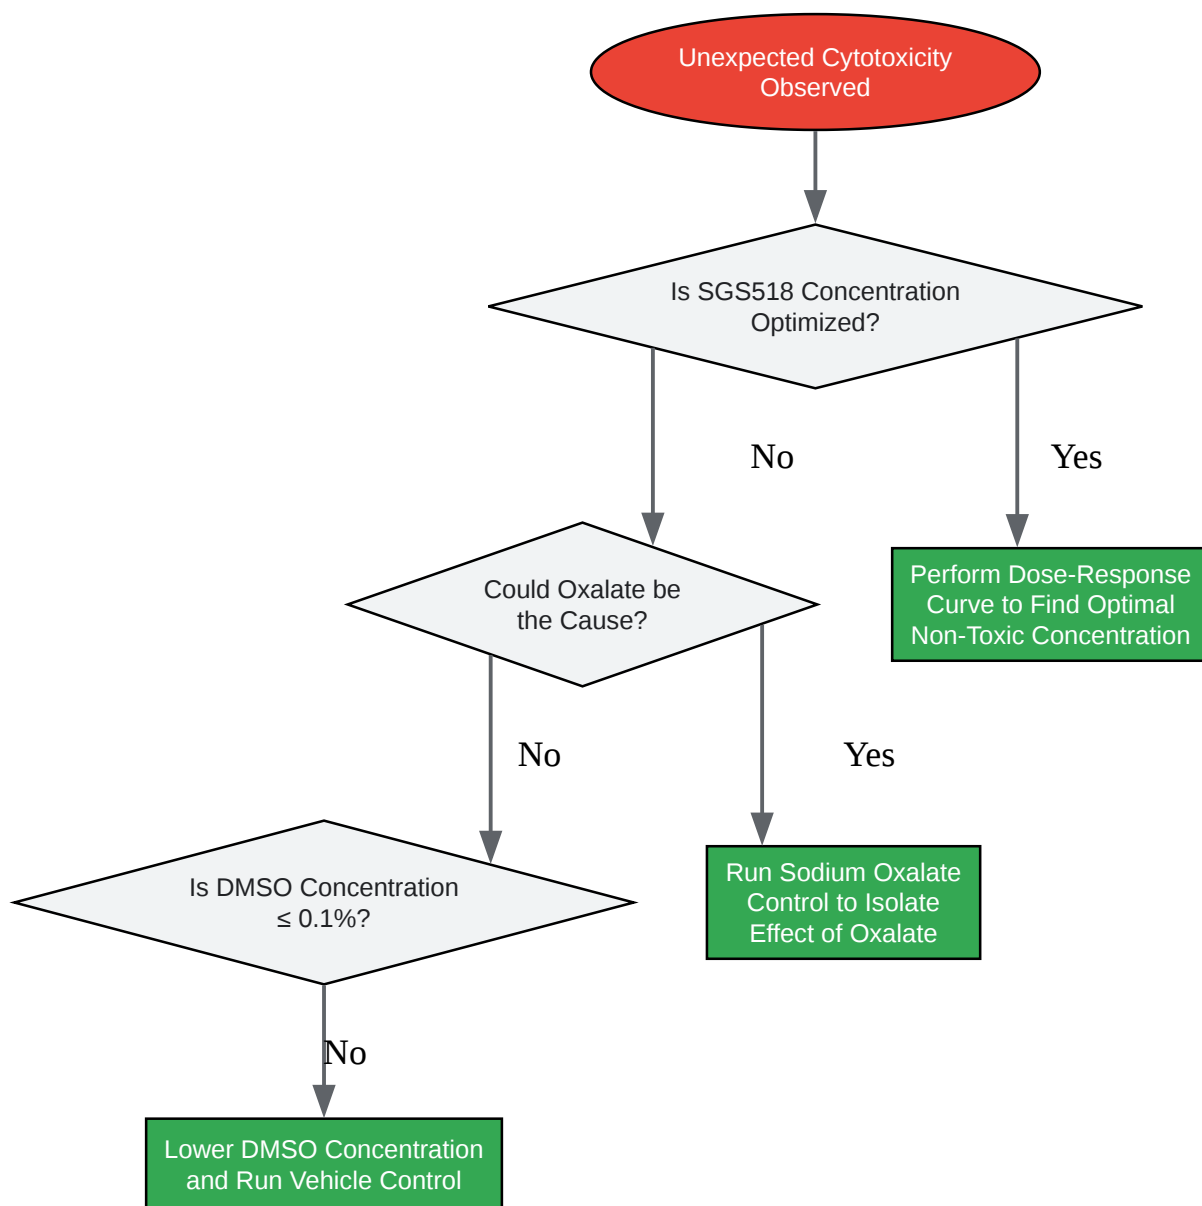 Unexpected Cytotoxicity
Observed
Is SGS518 Concentration
Optimized?
No
Yes
Perform Dose-Response
Curve to Find Optimal
Non-Toxic Concentration
Could Oxalate be
the Cause?
No
Yes
Run Sodium Oxalate
Control to Isolate
Effect of Oxalate
Is DMSO Concentration
≤ 0.1%?
No
Lower DMSO Concentration
and Run Vehicle Control